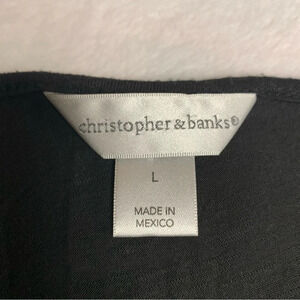 christopher & banks®
L
MADE IN
MEXICO